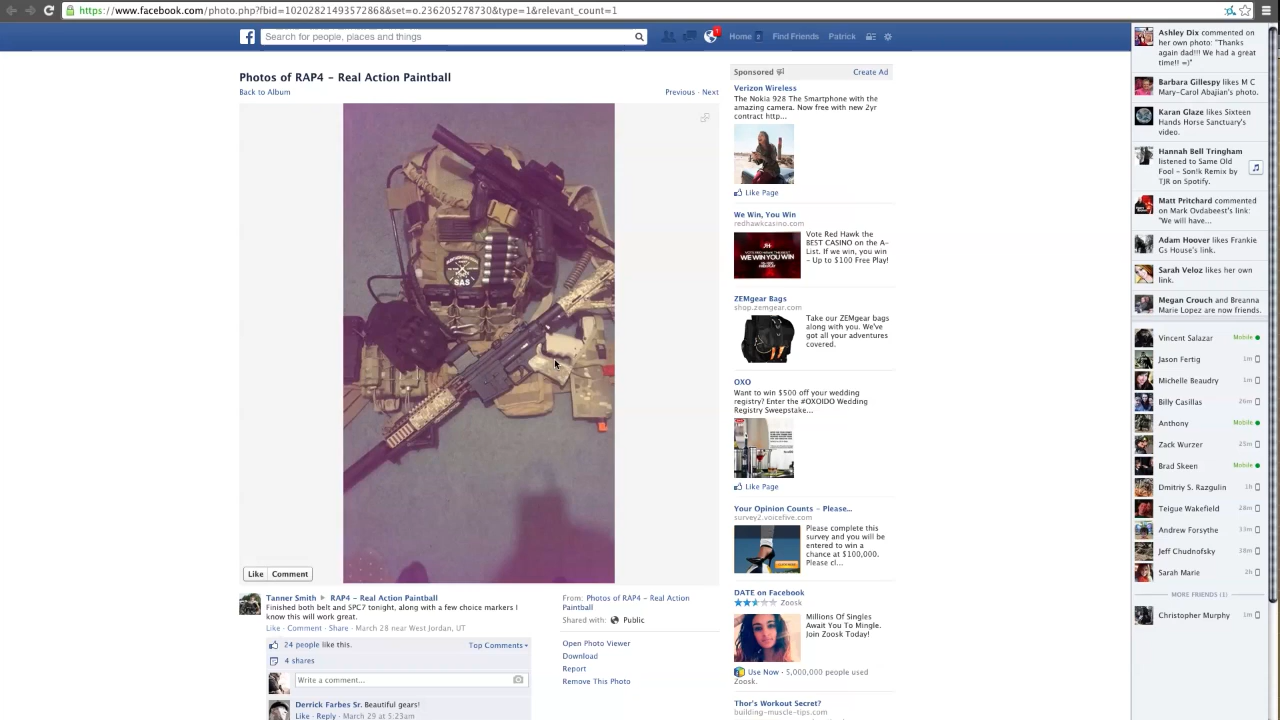 https://www.facebook.com/photo.php?fbid=10202821493572868&set=o.236205278730&type=1&relevant_count=1
Search for people, places and things
1
Home 2
Find Friends
Patrick
Photos of RAP4 - Real Action Paintball
Back to Album
Previous · Next
SAS
Like Comment
Tanner Smith ▸ RAP4 - Real Action Paintball
Finished both belt and SPC7 tonight, along with a few choice markers I
know this will work great.
Like · Comment · Share · March 28 near West Jordan, UT
24 people like this.
Top Comments
4 shares
Write a comment...
Derrick Farbes Sr. Beautiful gears!
Like · Reply · March 29 at 5:23am
From: Photos of RAP4 - Real Action
Paintball
Shared with: Public
Open Photo Viewer
Download
Report
Remove This Photo
Sponsored
Create Ad
Verizon Wireless
The Nokia 928 The Smartphone with the
amazing camera. Now free with new 2yr
contract http...
Like Page
We Win, You Win
redhawkcasino.com
WE WIN YOU WIN
Vote Red Hawk the
BEST CASINO on the A-
List. If we win, you win
- Up to $100 Free Play!
ZEMgear Bags
shop.zemgear.com
Take our ZEMgear bags
along with you. We've
got all your adventures
covered.
OXO
Want to win $500 off your wedding
registry? Enter the #OXOIDO Wedding
Registry Sweepstake...
Like Page
Your Opinion Counts - Please...
survey2.voicefive.com
Please complete this
survey and you will be
entered to win a
chance at $100,000.
Please cl...
DATE on Facebook
Zoosk
Millions Of Singles
Await You To Mingle.
Join Zoosk Today!
Use Now · 5,000,000 people used
Zoosk.
Thor's Workout Secret?
building-muscle-tips.com
Ashley Dix commented on
her own photo: "Thanks
again dad!!! We had a great
time!! =)"
Barbara Gillespy likes M C
Mary-Carol Abajian's photo.
Karan Glaze likes Sixteen
Hands Horse Sanctuary's
video.
Hannah Bell Tringham
listened to Same Old
Fool - Son!k Remix by
TJR on Spotify.
Matt Pritchard commented
on Mark Ovdabeest's link:
"We will have...
Adam Hoover likes Frankie
Gs House's link.
Sarah Veloz likes her own
link.
Megan Crouch and Breanna
Marie Lopez are now friends.
Vincent Salazar Mobile
Jason Fertig 1m
Michelle Beaudry 1m
Billy Casillas 26m
Anthony Mobile
Zack Wurzer 25m
Brad Skeen Mobile
Dmitriy S. Razgulin 1h
Teigue Wakefield 28m
Andrew Forsythe
Jeff Chudnofsky
Sarah Marie 2h
MORE FRIENDS (1)
Christopher Murphy 1m